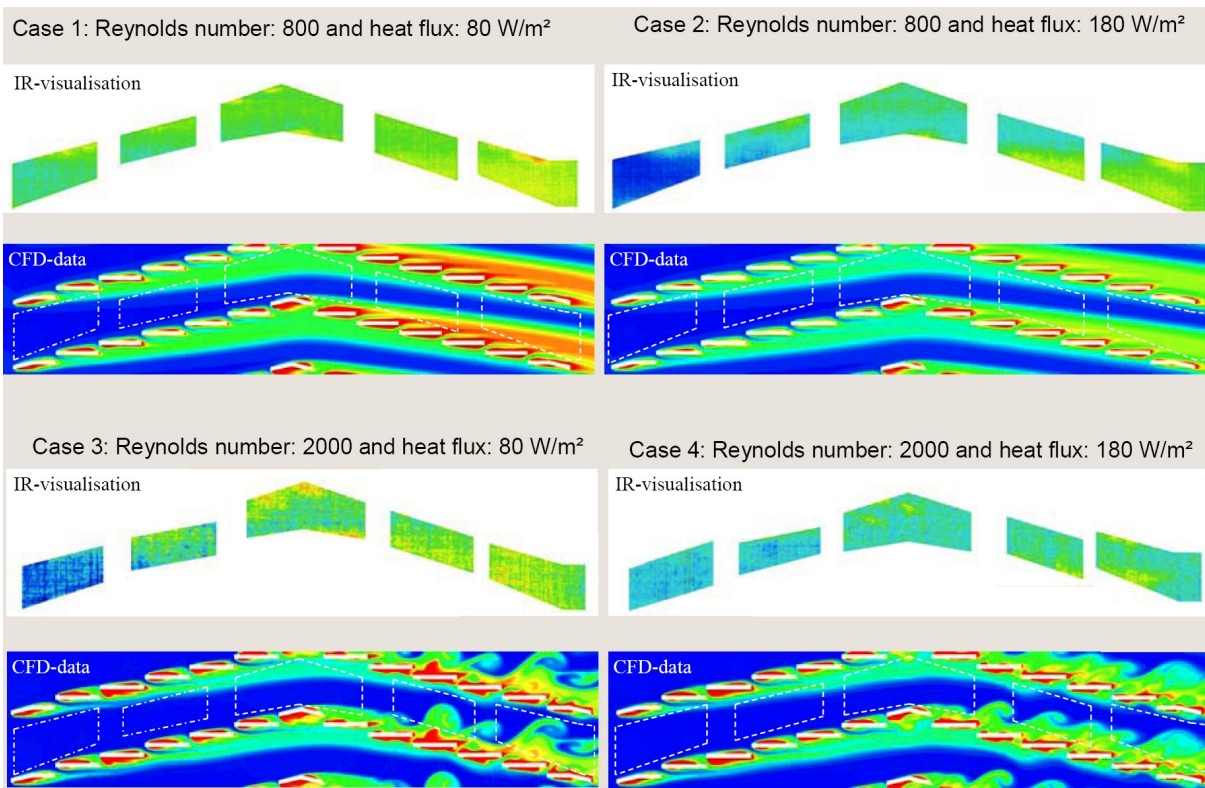 Case 1: Reynolds number: 800 and heat flux: 80 W/m²
IR-visualisation
CFD-data
Case 2: Reynolds number: 800 and heat flux: 180 W/m²
IR-visualisation
CFD-data
Case 3: Reynolds number: 2000 and heat flux: 80 W/m²
IR-visualisation
CFD-data
Case 4: Reynolds number: 2000 and heat flux: 180 W/m²
IR-visualisation
CFD-data